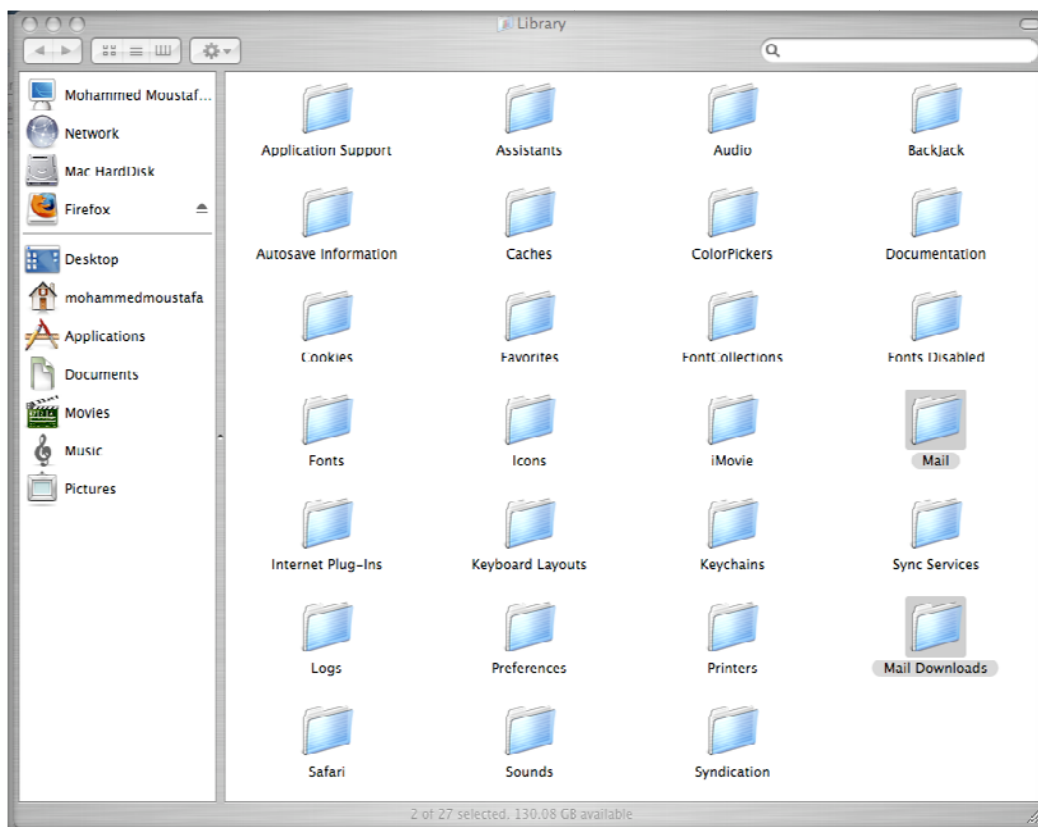 Library
Mohammed Moustaf...
Network
Mac HardDisk
Firefox
Desktop
mohammedmoustafa
Applications
Documents
Movies
Music
Pictures
Application Support
Assistants
Audio
BackJack
Autosave Information
Caches
ColorPickers
Documentation
Cookies
Favorites
FontCollections
Fonts Disabled
Fonts
Icons
iMovie
Mail
Internet Plug-Ins
Keyboard Layouts
Keychains
Sync Services
Logs
Preferences
Printers
Mail Downloads
Safari
Sounds
Syndication
2 of 27 selected, 130.08 GB available